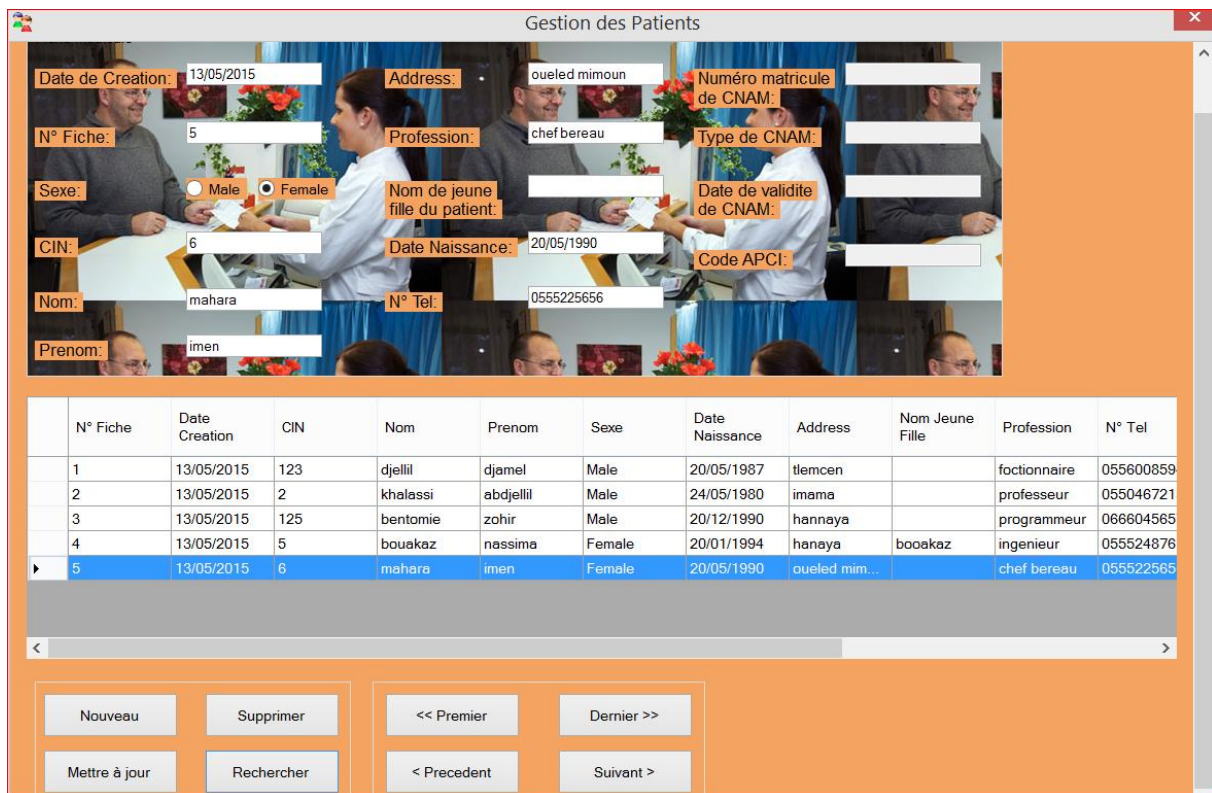 Gestion des Patients
Date de Creation: 13/05/2015
N° Fiche: 5
Sexe: Male Female
CIN: 6
Nom: mahara
Prenom: imen
Address: oueled mimoun
Profession: chef bereau
Nom de jeune
fille du patient:
Date Naissance: 20/05/1990
N° Tel: 0555225656
Numéro matricule
de CNAM:
Type de CNAM:
Date de validite
de CNAM:
Code APCI:
N° Fiche Date Creation CIN Nom Prenom Sexe Date Naissance Address Nom Jeune Fille Profession N° Tel
1 13/05/2015 123 djellil djamel Male 20/05/1987 tlemcen foctionnaire 055600859
2 13/05/2015 2 khalassi abdjellil Male 24/05/1980 imama professeur 055046721
3 13/05/2015 125 bentomie zohir Male 20/12/1990 hannaya programmeur 066604565
4 13/05/2015 5 bouakaz nassima Female 20/01/1994 hanaya booakaz ingenieur 055524876
5 13/05/2015 6 mahara imen Female 20/05/1990 oueled mim... chef bereau 055522565
Nouveau Supprimer << Premier Dernier >>
Mettre à jour Rechercher < Precedent Suivant >